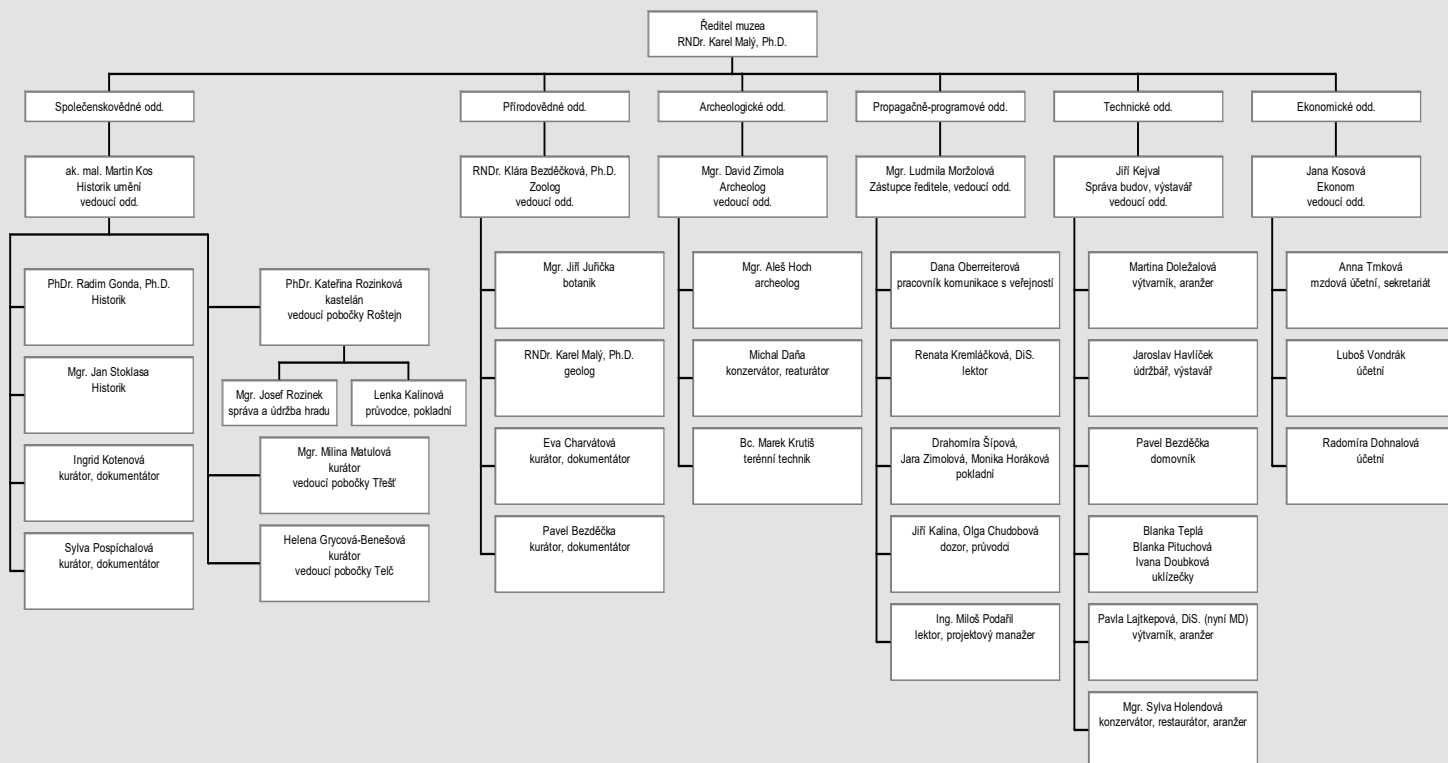 Ředitel muzea
RNDr. Karel Malý, Ph.D.
Společenskovědné odd.
Přírodovědné odd.
Archeologické odd.
Propagačně-programové odd.
Technické odd.
Ekonomické odd.
ak. mal. Martin Kos
Historik umění
vedoucí odd.
RNDr. Klára Bezděčková, Ph.D.
Zoolog
vedoucí odd.
Mgr. David Zimola
Archeolog
vedoucí odd.
Mgr. Ludmila Moržolová
Zástupce ředitele, vedoucí odd.
Jiří Kejval
Správa budov, výstavář
vedoucí odd.
Jana Kosová
Ekonom
vedoucí odd.
PhDr. Radim Gonda, Ph.D.
Historik
Mgr. Jan Stoklasa
Historik
Ingrid Kotenová
kurátor, dokumentátor
Sylva Pospíchalová
kurátor, dokumentátor
PhDr. Kateřina Rozinková
kastelán
vedoucí pobočky Roštejn
Mgr. Josef Rozinek
správa a údržba hradu
Lenka Kalinová
průvodce, pokladní
Mgr. Milina Matulová
kurátor
vedoucí pobočky Třešť
Helena Grycová-Benešová
kurátor
vedoucí pobočky Telč
Mgr. Jiří Juřička
botanik
RNDr. Karel Malý, Ph.D.
geolog
Eva Charvátová
kurátor, dokumentátor
Pavel Bezděčka
kurátor, dokumentátor
Mgr. Aleš Hoch
archeolog
Michal Daňa
konzervátor, reaturátor
Bc. Marek Krutiš
terénní technik
Dana Oberreiterová
pracovník komunikace s veřejností
Renata Kremláčková, DiS.
lektor
Drahomíra Šípová,
Jara Zimolová, Monika Horáková
pokladní
Jiří Kalina, Olga Chudobová
dozor, průvodci
Ing. Miloš Podařil
lektor, projektový manažer
Martina Doležalová
výtvarník, aranžer
Jaroslav Havlíček
údržbář, výstavář
Pavel Bezděčka
domovník
Blanka Teplá
Blanka Pituchová
Ivana Doubková
uklízečky
Pavla Lajtkepová, DiS. (nyní MD)
výtvarník, aranžer
Mgr. Sylva Holendová
konzervátor, restaurátor, aranžer
Anna Trnková
mzdová účetní, sekretariát
Luboš Vondrák
účetní
Radomíra Dohnalová
účetní